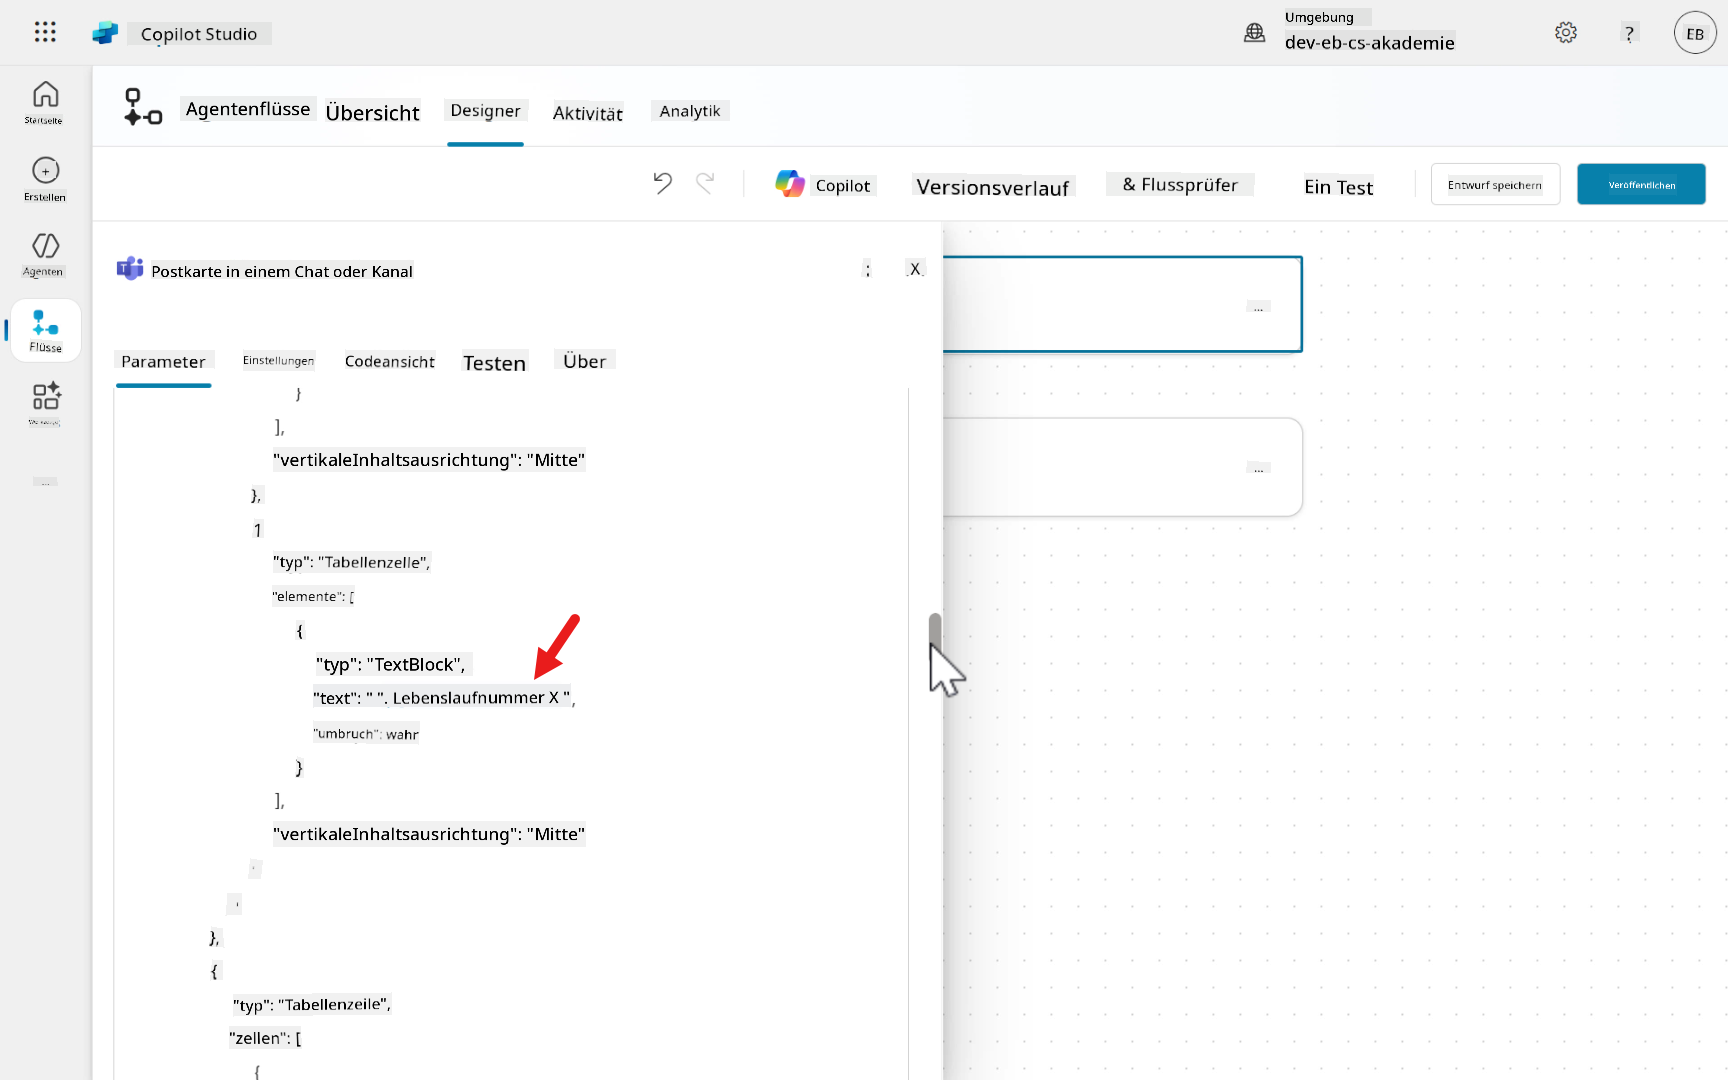 Copilot Studio
Umgebung
dev-eb-cs-akademie
?
EB
Startseite
Erstellen
Agenten
Flüsse
Agentenflüsse Übersicht Designer Aktivität Analytik
Copilot Versionsverlauf & Flussprüfer Ein Test Entwurf speichern Veröffentlichen
Postkarte in einem Chat oder Kanal
; X
Parameter Einstellungen Codeansicht Testen Über
}
],
"vertikaleInhaltsausrichtung": "Mitte"
},
1
"typ": "Tabellenzelle",
"elemente": [
{
"typ": "TextBlock",
"text": " ". Lebenslaufnummer X ",
"umbruch": wahr
}
],
"vertikaleInhaltsausrichtung": "Mitte"
},
{
"typ": "Tabellenzeile",
"zellen": [
{
...
...